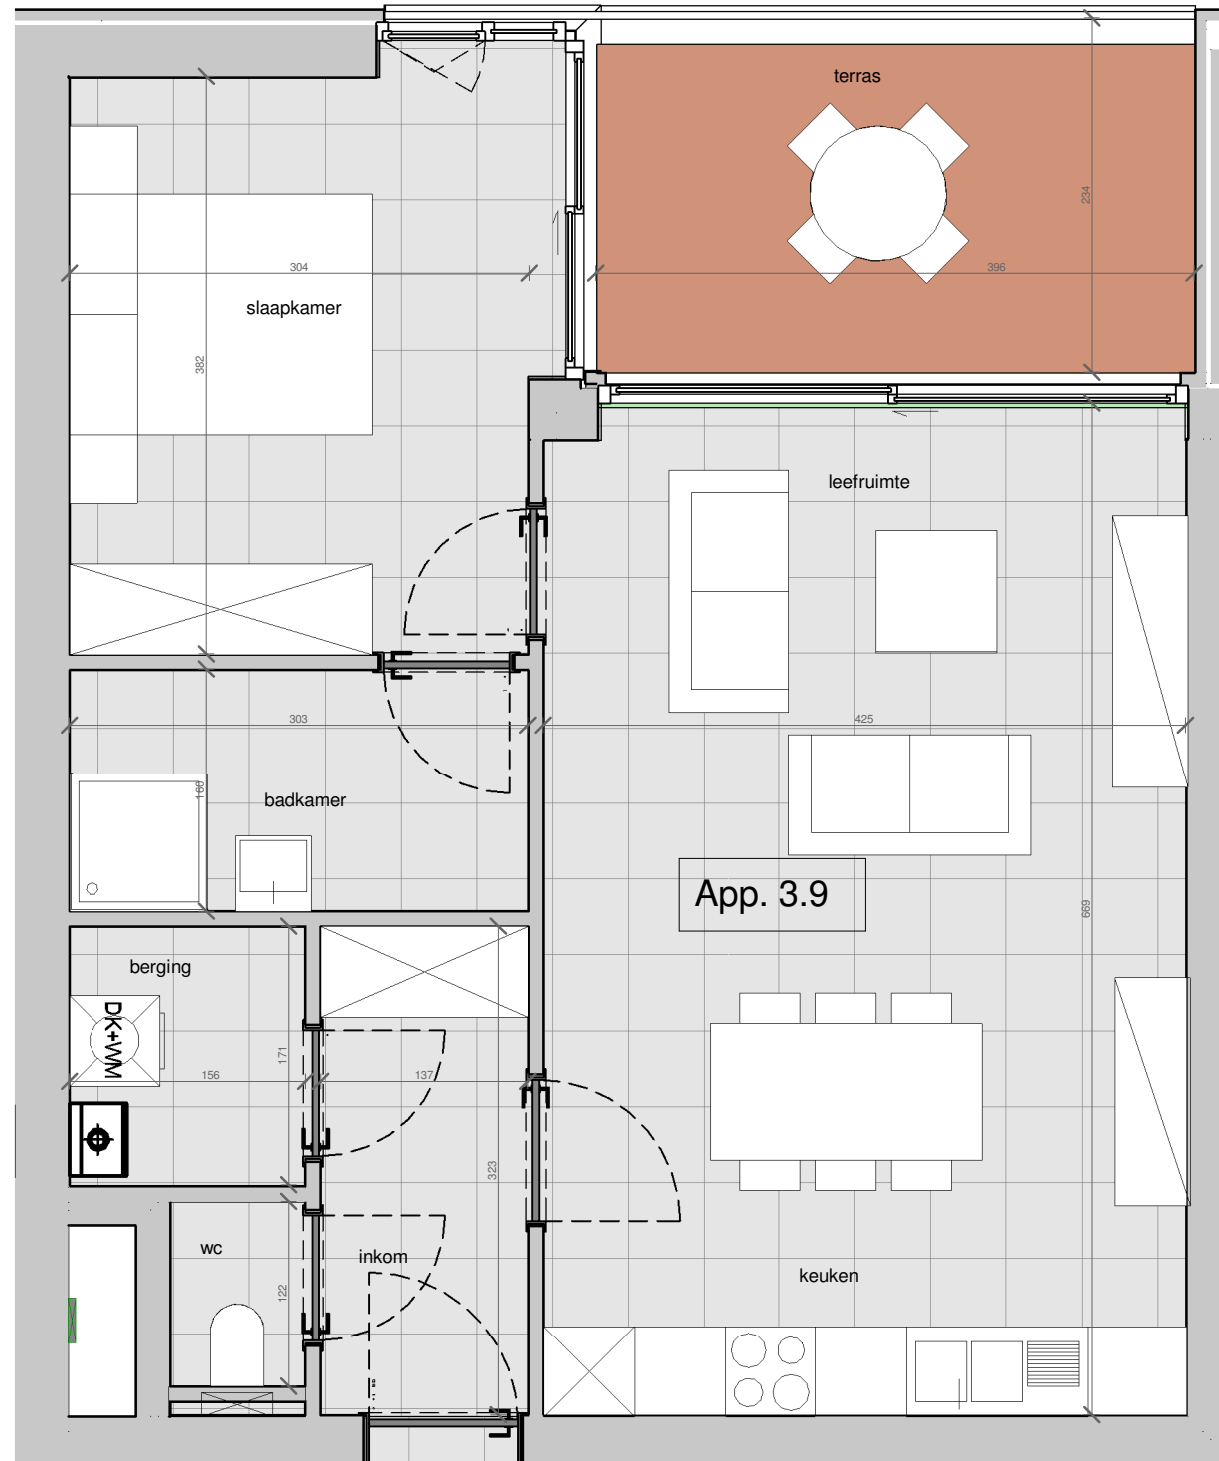 terras
234
304
396
slaapkamer
382
leefruimte
303
425
160
badkamer
App. 3.9
669
berging
DK+WM
171
156
137
323
wc
inkom
122
keuken